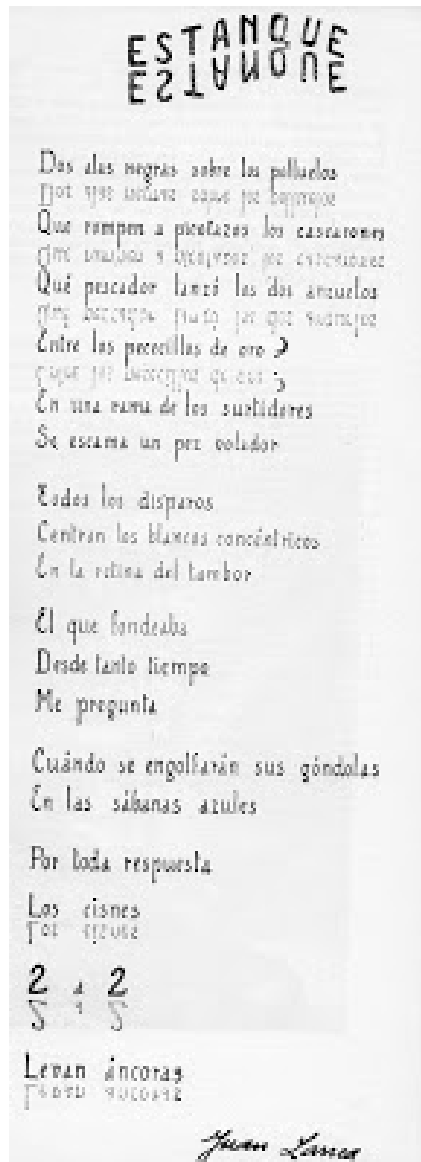 ESTANQUE
Dos alas negras sobre los polluelos
Que rompen a picotazos los cascarones
Qué pescador lanzó los dos anzuelos
Entre los pececillos de oro ?
En una rama de los surtidores
Se escama un pez volador
Todos los disparos
Centran los blancos concéntricos
En la retina del tambor
El que fondeaba
Desde tanto tiempo
Me pregunta
Cuándo se engolfarán sus góndolas
En las sábanas azules
Por toda respuesta
Los cisnes
2 a 2
Levan áncoras
Juan Larrea